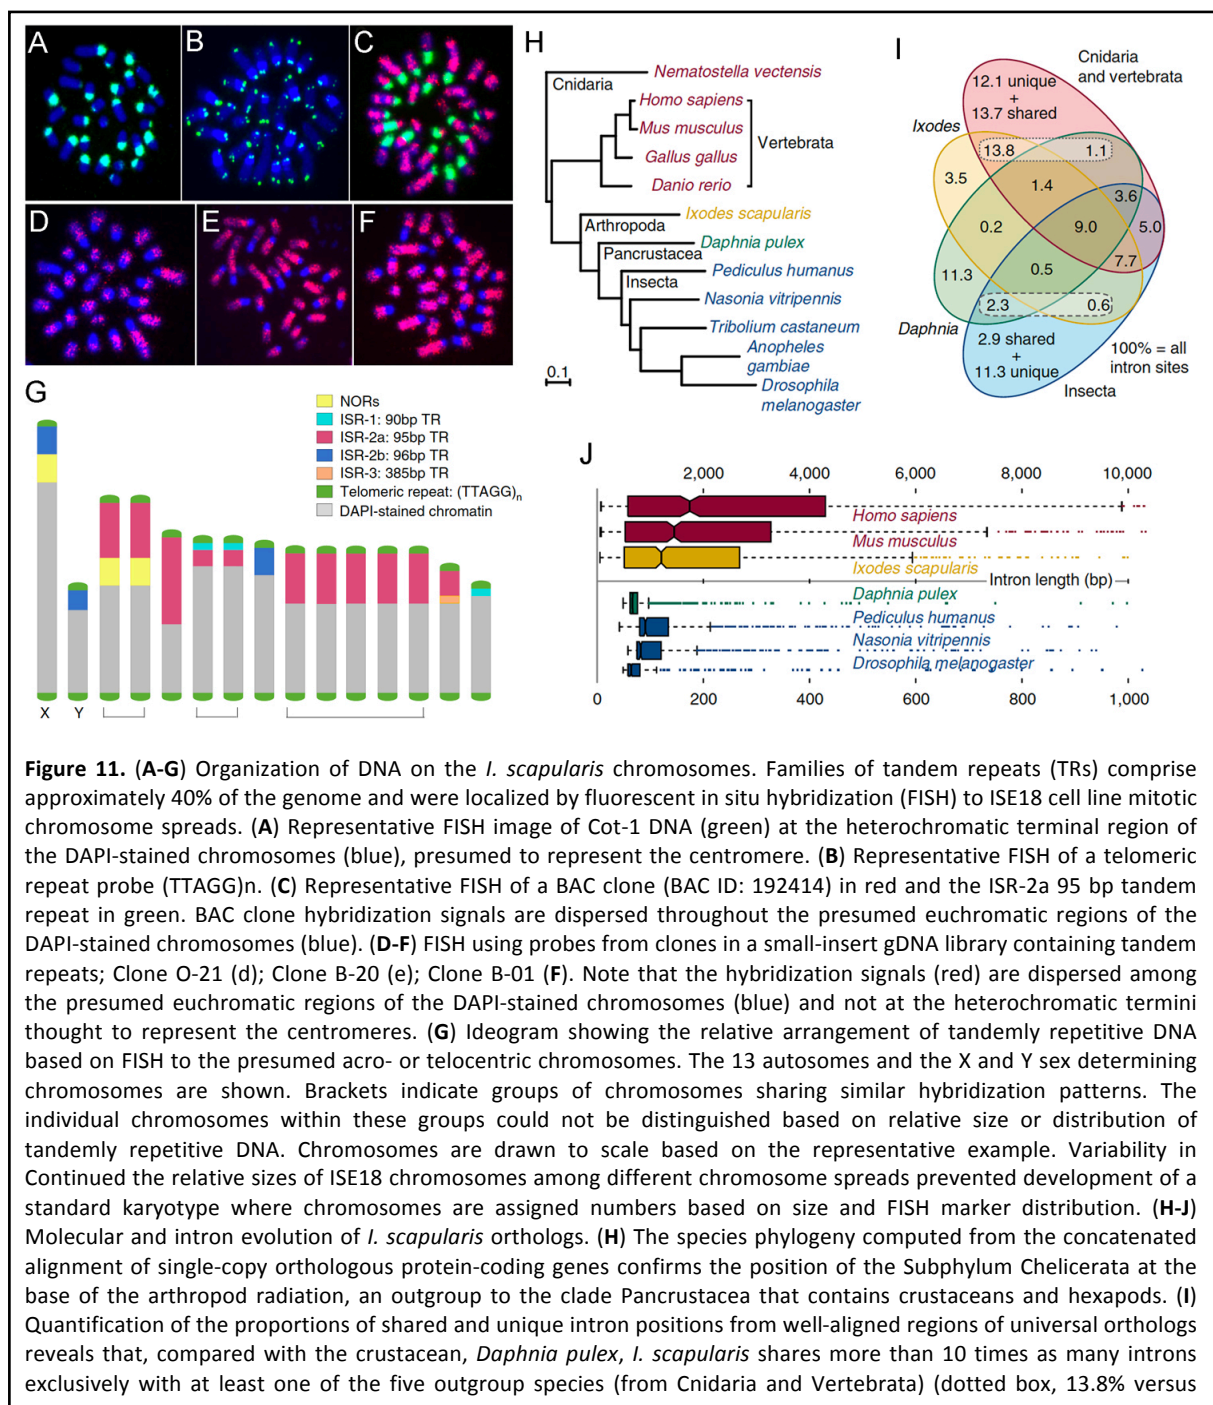 A
B
C
D
E
F
G
NORs
ISR-1: 90bp TR
ISR-2a: 95bp TR
ISR-2b: 96bp TR
ISR-3: 385bp TR
Telomeric repeat: (TTAGG)n
DAPI-stained chromatin
X
Y
H
Cnidaria
Nematostella vectensis
Homo sapiens
Mus musculus
Vertebrata
Gallus gallus
Danio rerio
Ixodes scapularis
Arthropoda
Daphnia pulex
Pancrustacea
Pediculus humanus
Insecta
Nasonia vitripennis
Tribolium castaneum
Anopheles
gambiae
0.1
Drosophila
melanogaster
I
Cnidaria
and vertebrata
12.1 unique
+
13.7 shared
Ixodes
13.8
1.1
3.5
1.4
3.6
0.2
9.0
5.0
7.7
11.3
0.5
2.3
0.6
Daphnia
2.9 shared
+
11.3 unique
100% = all
intron sites
Insecta
J
2,000
4,000
6,000
8,000
10,000
Homo sapiens
Mus musculus
Ixodes scapularis
Intron length (bp)
Daphnia pulex
Pediculus humanus
Nasonia vitripennis
Drosophila melanogaster
0
200
400
600
800
1,000
Figure 11. (A-G) Organization of DNA on the I. scapularis chromosomes. Families of tandem repeats (TRs) comprise
approximately 40% of the genome and were localized by fluorescent in situ hybridization (FISH) to ISE18 cell line mitotic
chromosome spreads. (A) Representative FISH image of Cot-1 DNA (green) at the heterochromatic terminal region of
the DAPI-stained chromosomes (blue), presumed to represent the centromere. (B) Representative FISH of a telomeric
repeat probe (TTAGG)n. (C) Representative FISH of a BAC clone (BAC ID: 192414) in red and the ISR-2a 95 bp tandem
repeat in green. BAC clone hybridization signals are dispersed throughout the presumed euchromatic regions of the
DAPI-stained chromosomes (blue). (D-F) FISH using probes from clones in a small-insert gDNA library containing tandem
repeats; Clone O-21 (d); Clone B-20 (e); Clone B-01 (F). Note that the hybridization signals (red) are dispersed among
the presumed euchromatic regions of the DAPI-stained chromosomes (blue) and not at the heterochromatic termini
thought to represent the centromeres. (G) Ideogram showing the relative arrangement of tandemly repetitive DNA
based on FISH to the presumed acro- or telocentric chromosomes. The 13 autosomes and the X and Y sex determining
chromosomes are shown. Brackets indicate groups of chromosomes sharing similar hybridization patterns. The
individual chromosomes within these groups could not be distinguished based on relative size or distribution of
tandemly repetitive DNA. Chromosomes are drawn to scale based on the representative example. Variability in
Continued the relative sizes of ISE18 chromosomes among different chromosome spreads prevented development of a
standard karyotype where chromosomes are assigned numbers based on size and FISH marker distribution. (H-J)
Molecular and intron evolution of I. scapularis orthologs. (H) The species phylogeny computed from the concatenated
alignment of single-copy orthologous protein-coding genes confirms the position of the Subphylum Chelicerata at the
base of the arthropod radiation, an outgroup to the clade Pancrustacea that contains crustaceans and hexapods. (I)
Quantification of the proportions of shared and unique intron positions from well-aligned regions of universal orthologs
reveals that, compared with the crustacean, Daphnia pulex, I. scapularis shares more than 10 times as many introns
exclusively with at least one of the five outgroup species (from Cnidaria and Vertebrata) (dotted box, 13.8% versus